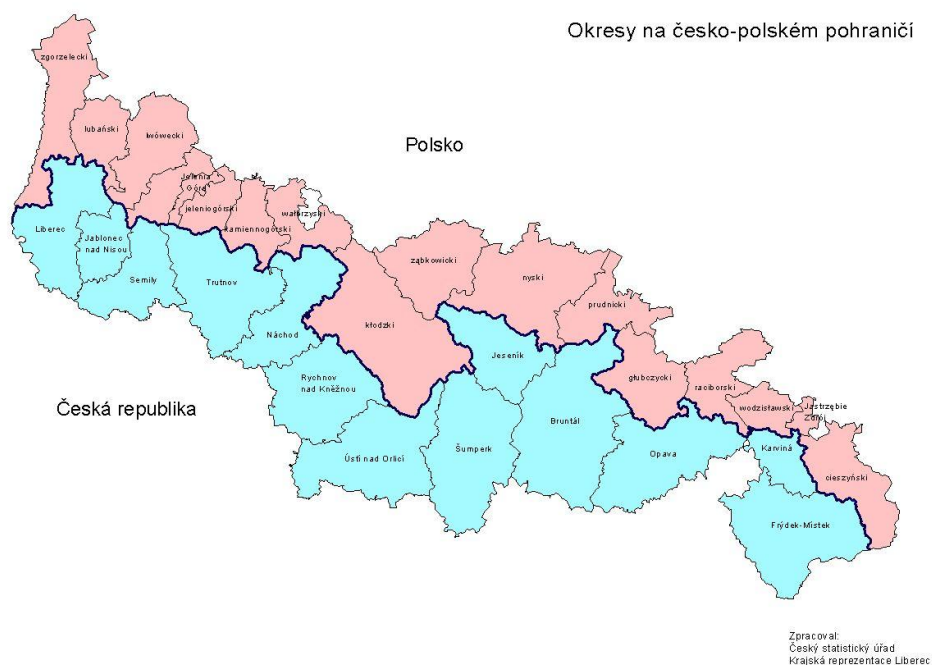 Okresy na česko-polském pohraničí
zgorzelecki
lubański
lwówecki
Polsko
Jelenia
Góra
jeleniogórski
wałbrzyski
kamiennogórski
Liberec
Jablonec
nad Nisou
Semily
Trutnov
Náchod
kłodzki
ząbkowicki
nyski
prudnicki
Jeseník
Rychnov
nad Kněžnou
głubczycki
raciborski
wodzisławski
Jastrzębie
Zdrój
Česká republika
Bruntál
Ústí nad Orlicí
Šumperk
Opava
Karviná
cieszyński
Frýdek-Místek
Zpracoval:
Český statistický úřad
Krajská reprezentace Liberec